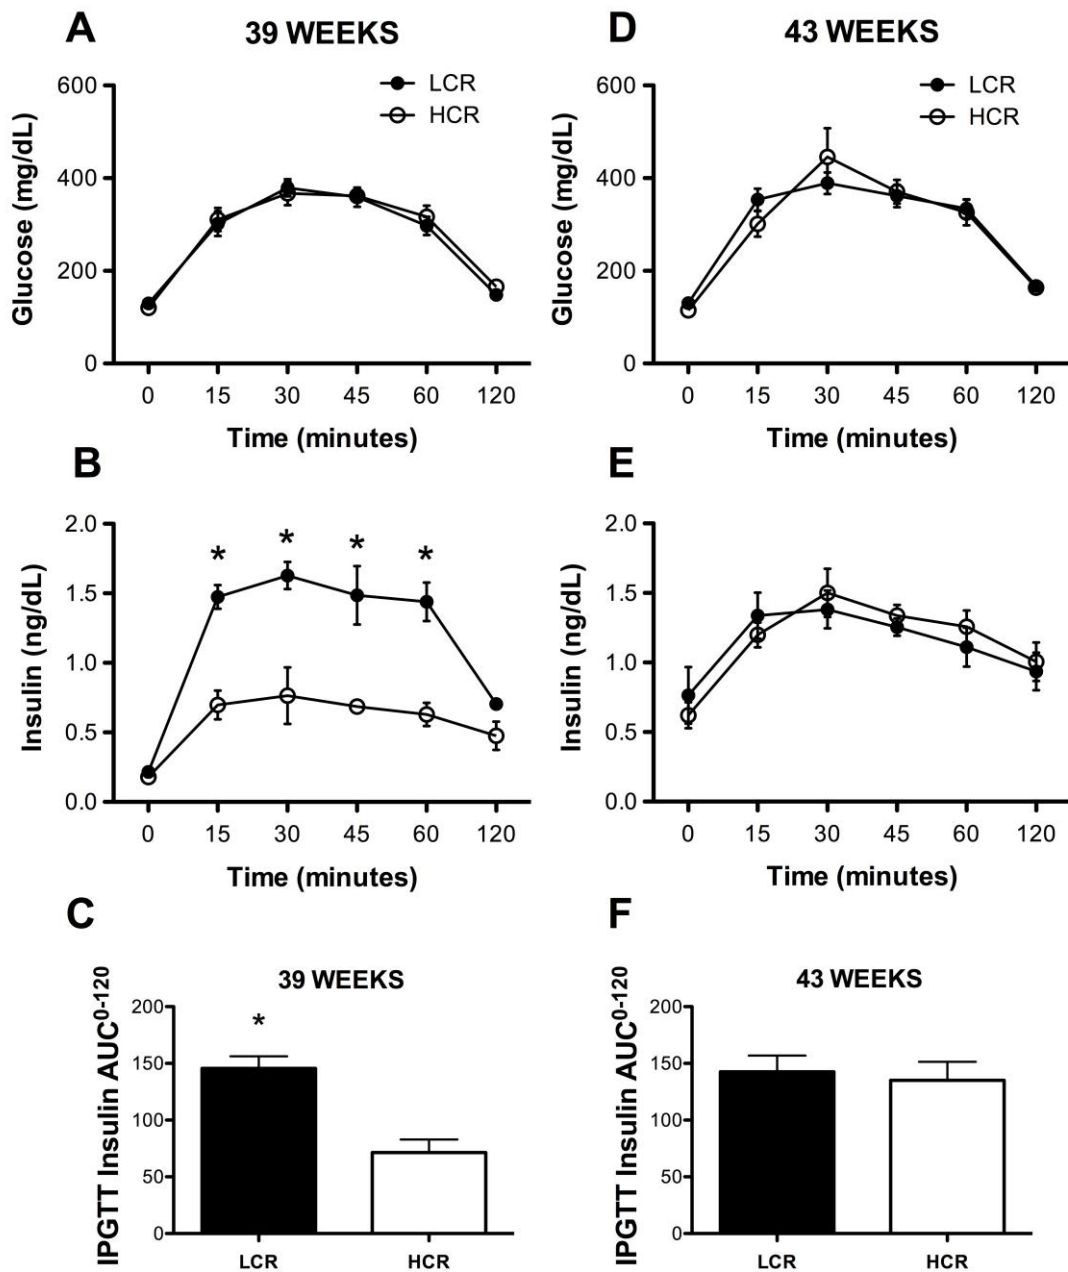 A
39 WEEKS
LCR
HCR
600
400
200
0
Glucose (mg/dL)
0 15 30 45 60 120
Time (minutes)
D
43 WEEKS
LCR
HCR
600
400
200
0
Glucose (mg/dL)
0 15 30 45 60 120
Time (minutes)
B
2.0
1.5
1.0
0.5
0.0
Insulin (ng/dL)
* * * *
0 15 30 45 60 120
Time (minutes)
E
2.0
1.5
1.0
0.5
0.0
Insulin (ng/dL)
0 15 30 45 60 120
Time (minutes)
C
39 WEEKS
IPGTT Insulin AUC0-120
200
150
100
50
0
*
LCR HCR
F
43 WEEKS
IPGTT Insulin AUC0-120
200
150
100
50
0
LCR HCR